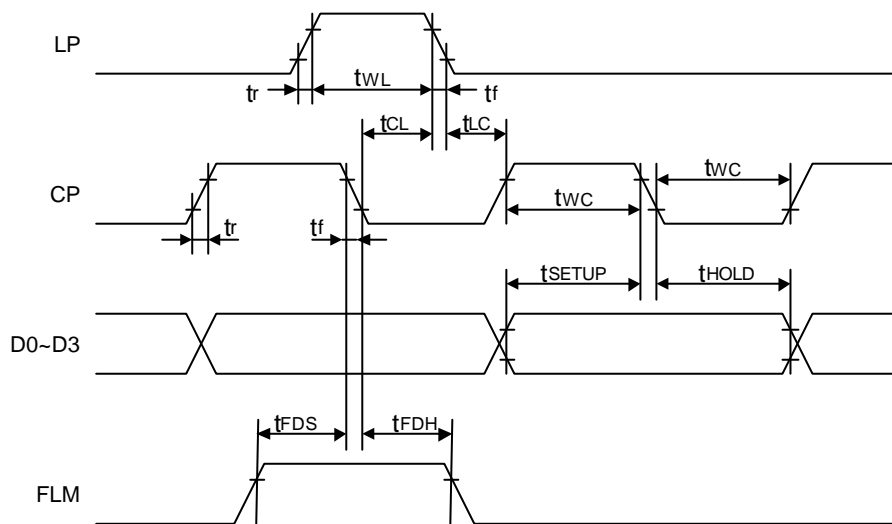 LP
tr
tWL
tf
tCL
tLC
CP
tWC
tWC
tr
tf
tSETUP
tHOLD
D0~D3
tFDS
tFDH
FLM